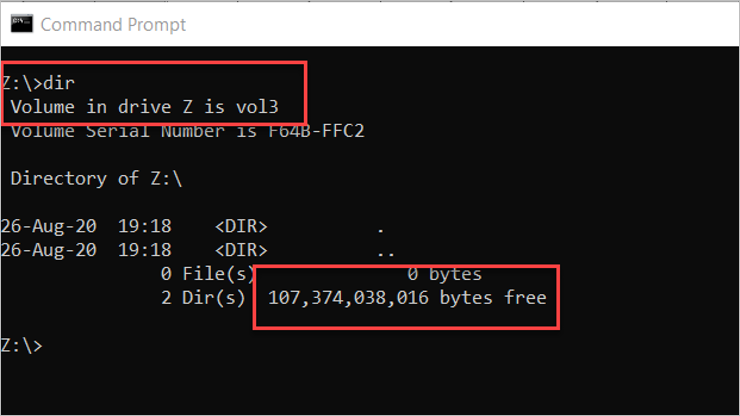 Command Prompt
Z:\>dir
Volume in drive Z is vol3
Volume Serial Number is F64B-FFC2
Directory of Z:\
26-Aug-20  19:18    <DIR>          .
26-Aug-20  19:18    <DIR>          ..
0 File(s)              0 bytes
2 Dir(s)  107,374,038,016 bytes free
Z:\>